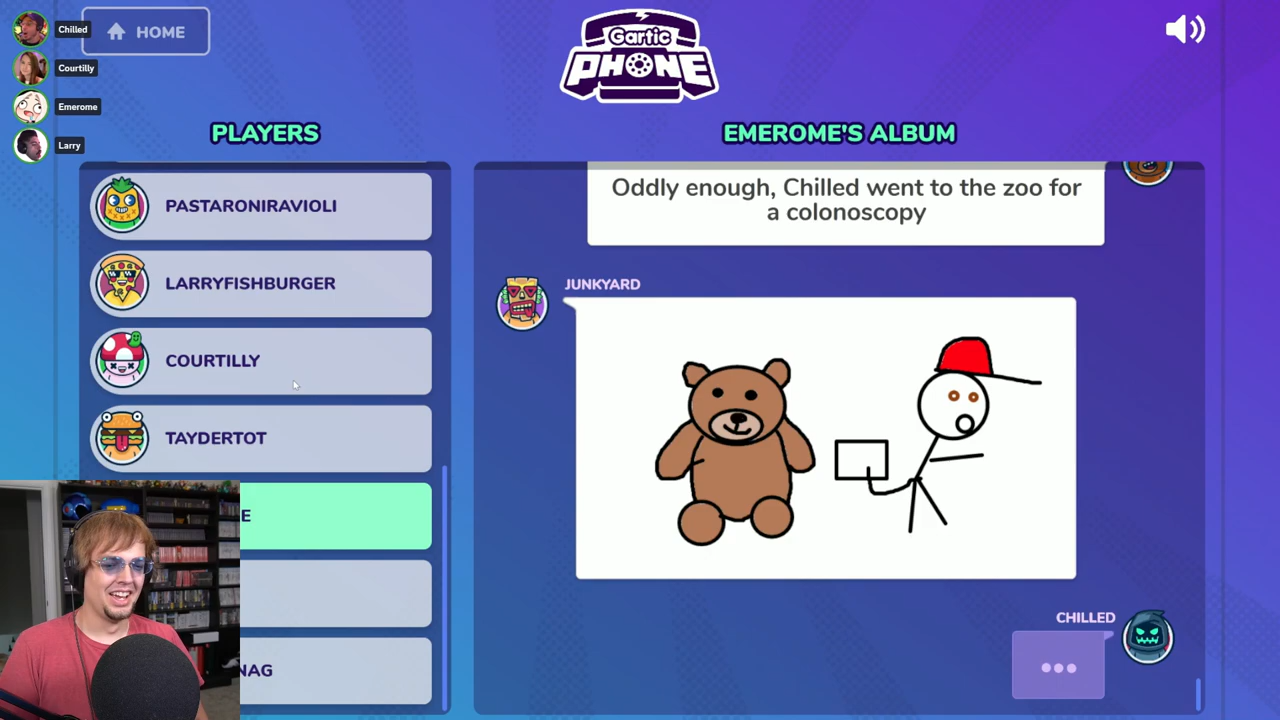 Chilled
HOME
Courtilly
Emerome
Larry
Gartic
PHONE
PLAYERS
PASTARONIRAVIOLI
LARRYFISHBURGER
COURTILLY
TAYDERTOT
E
NAG
EMEROME'S ALBUM
Oddly enough, Chilled went to the zoo for
a colonoscopy
JUNKYARD
CHILLED
...